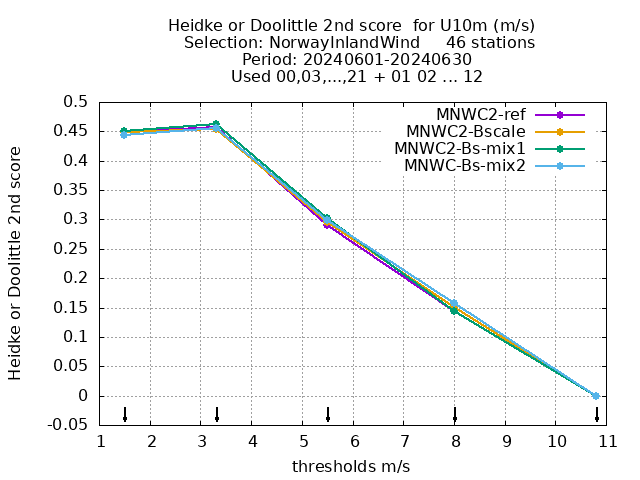 Heidke or Doolittle 2nd score  for U10m (m/s)
Selection: NorwayInlandWind     46 stations
Period: 20240601-20240630
Used 00,03,...,21 + 01 02 ... 12
MNWC2-ref
MNWC2-Bscale
MNWC2-Bs-mix1
MNWC-Bs-mix2
Heidke or Doolittle 2nd score
0.5
0.45
0.4
0.35
0.3
0.25
0.2
0.15
0.1
0.05
0
-0.05
1 2 3 4 5 6 7 8 9 10 11
thresholds m/s